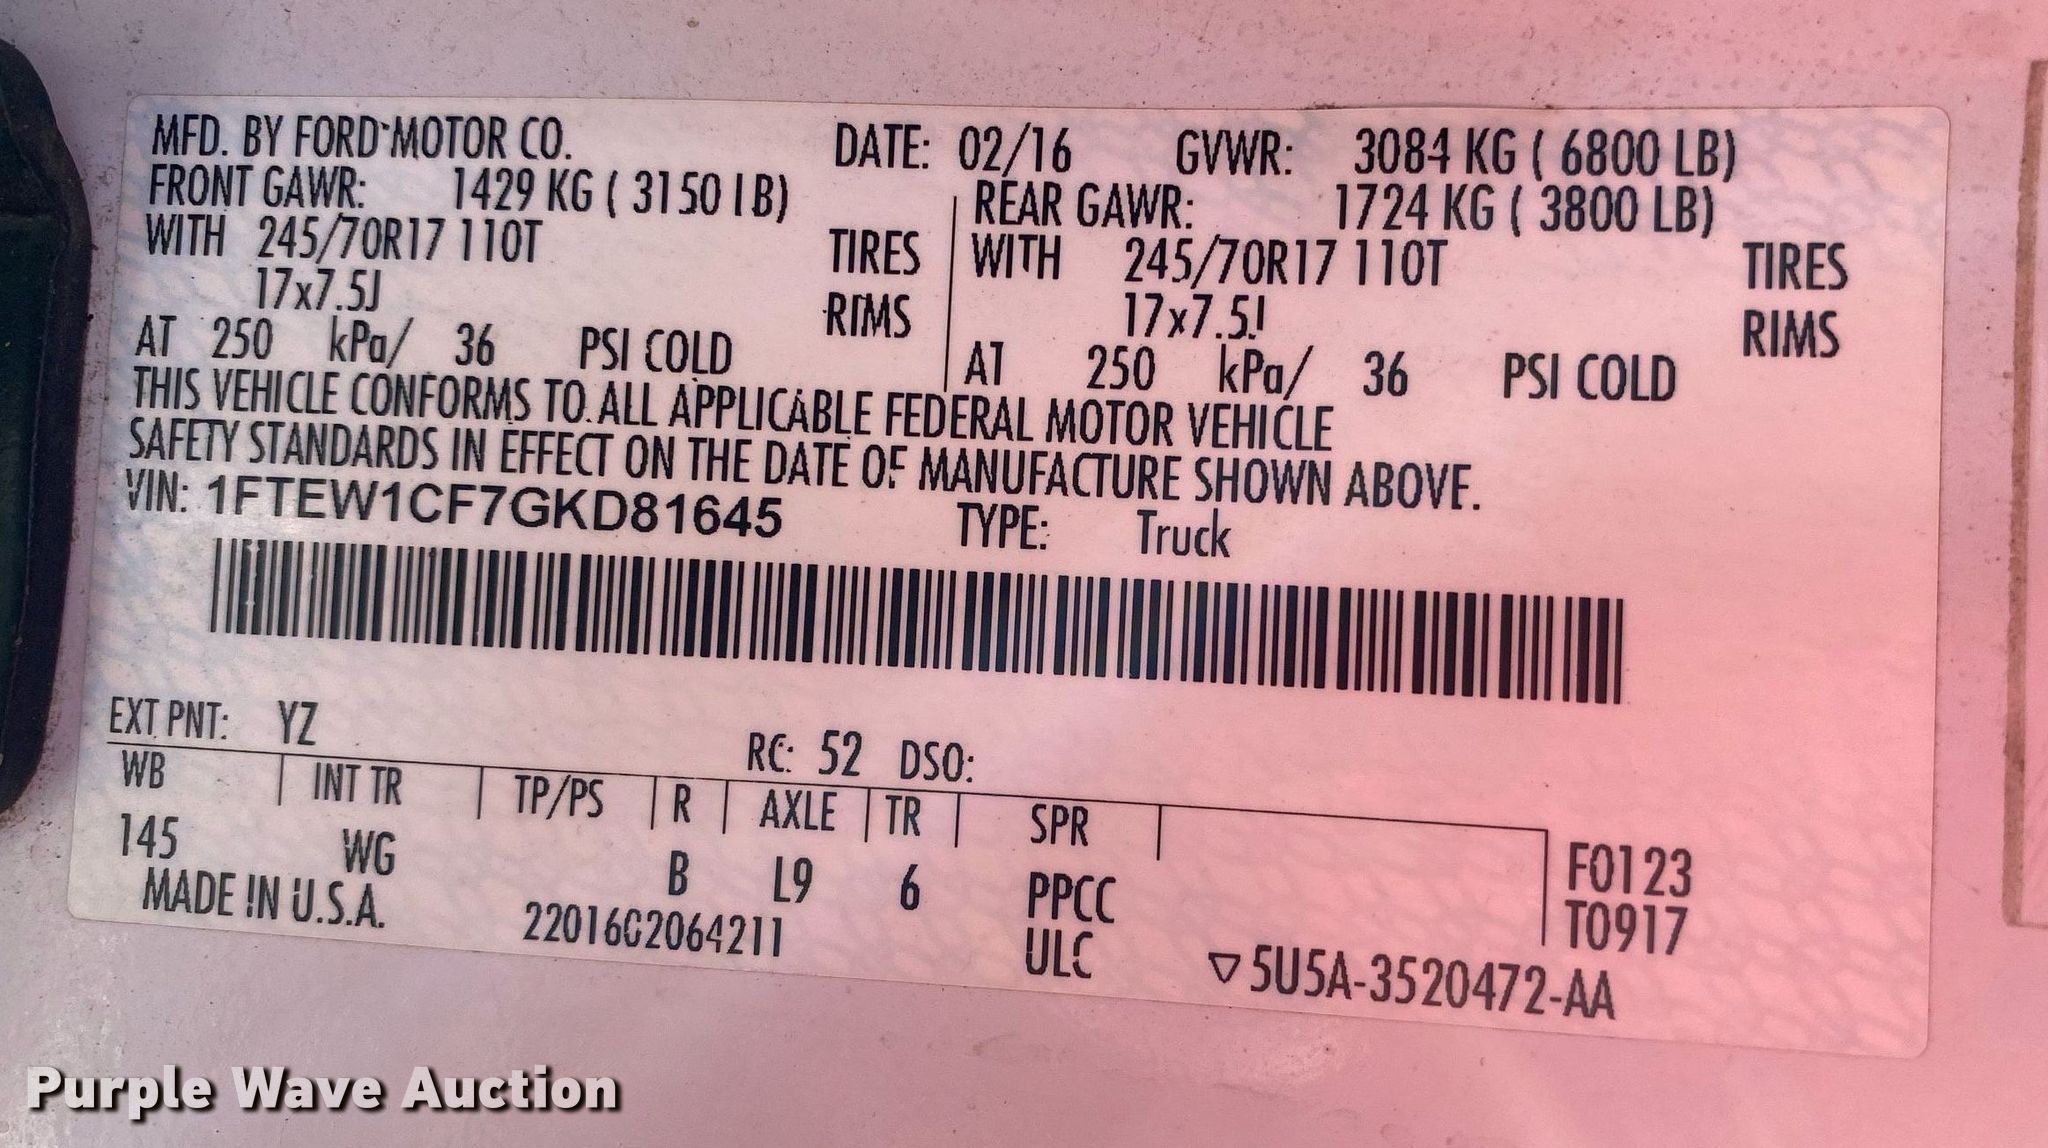 MFD. BY FORD MOTOR CO. DATE: 02/16 GVWR: 3084 KG ( 6800 LB)
FRONT GAWR: 1429 KG ( 3150 LB) REAR GAWR: 1724 KG ( 3800 LB)
WITH 245/70R17 110T TIRES WITH 245/70R17 110T TIRES
17x7.5J RIMS 17x7.5J RIMS
AT 250 kPa/ 36 PSI COLD AT 250 kPa/ 36 PSI COLD
THIS VEHICLE CONFORMS TO ALL APPLICABLE FEDERAL MOTOR VEHICLE
SAFETY STANDARDS IN EFFECT ON THE DATE OF MANUFACTURE SHOWN ABOVE.
VIN: 1FTEW1CF7GKD81645 TYPE: Truck
EXT PNT: YZ RC: 52 DSO:
WB INT TR TP/PS R AXLE TR SPR
145 WG B L9 6 PPCC F0123
MADE IN U.S.A. 2201602064211 ULC T0917
▽5U5A-3520472-AA
Purple Wave Auction